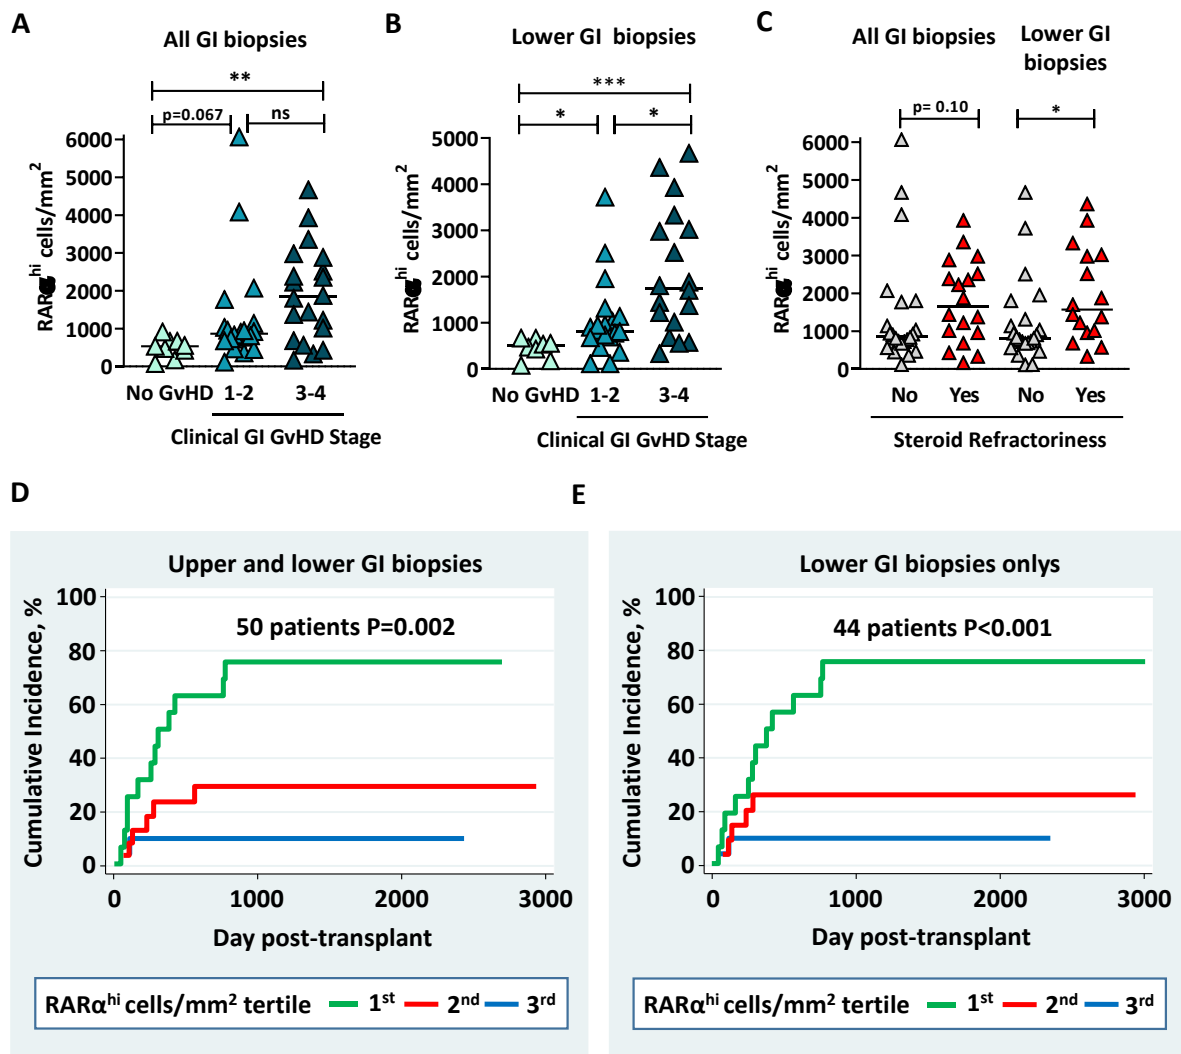 A
All GI biopsies
**
p=0.067
ns
RARα^hi cells/mm^2
6000
5000
4000
3000
2000
1000
0
No GvHD 1-2 3-4
Clinical GI GvHD Stage
B
Lower GI biopsies
***
* *
RARα^hi cells/mm^2
5000
4000
3000
2000
1000
0
No GvHD 1-2 3-4
Clinical GI GvHD Stage
C
All GI biopsies
Lower GI
biopsies
p= 0.10
*
RARα^hi cells/mm^2
6000
5000
4000
3000
2000
1000
0
No Yes No Yes
Steroid Refractoriness
D
Upper and lower GI biopsies
50 patients P=0.002
Cumulative Incidence, %
100
80
60
40
20
0
0 1000 2000 3000
Day post-transplant
RARα^hi cells/mm^2 tertile 1^st 2^nd 3^rd
E
Lower GI biopsies onlys
44 patients P<0.001
Cumulative Incidence, %
100
80
60
40
20
0
0 1000 2000 3000
Day post-transplant
RARα^hi cells/mm^2 tertile 1^st 2^nd 3^rd